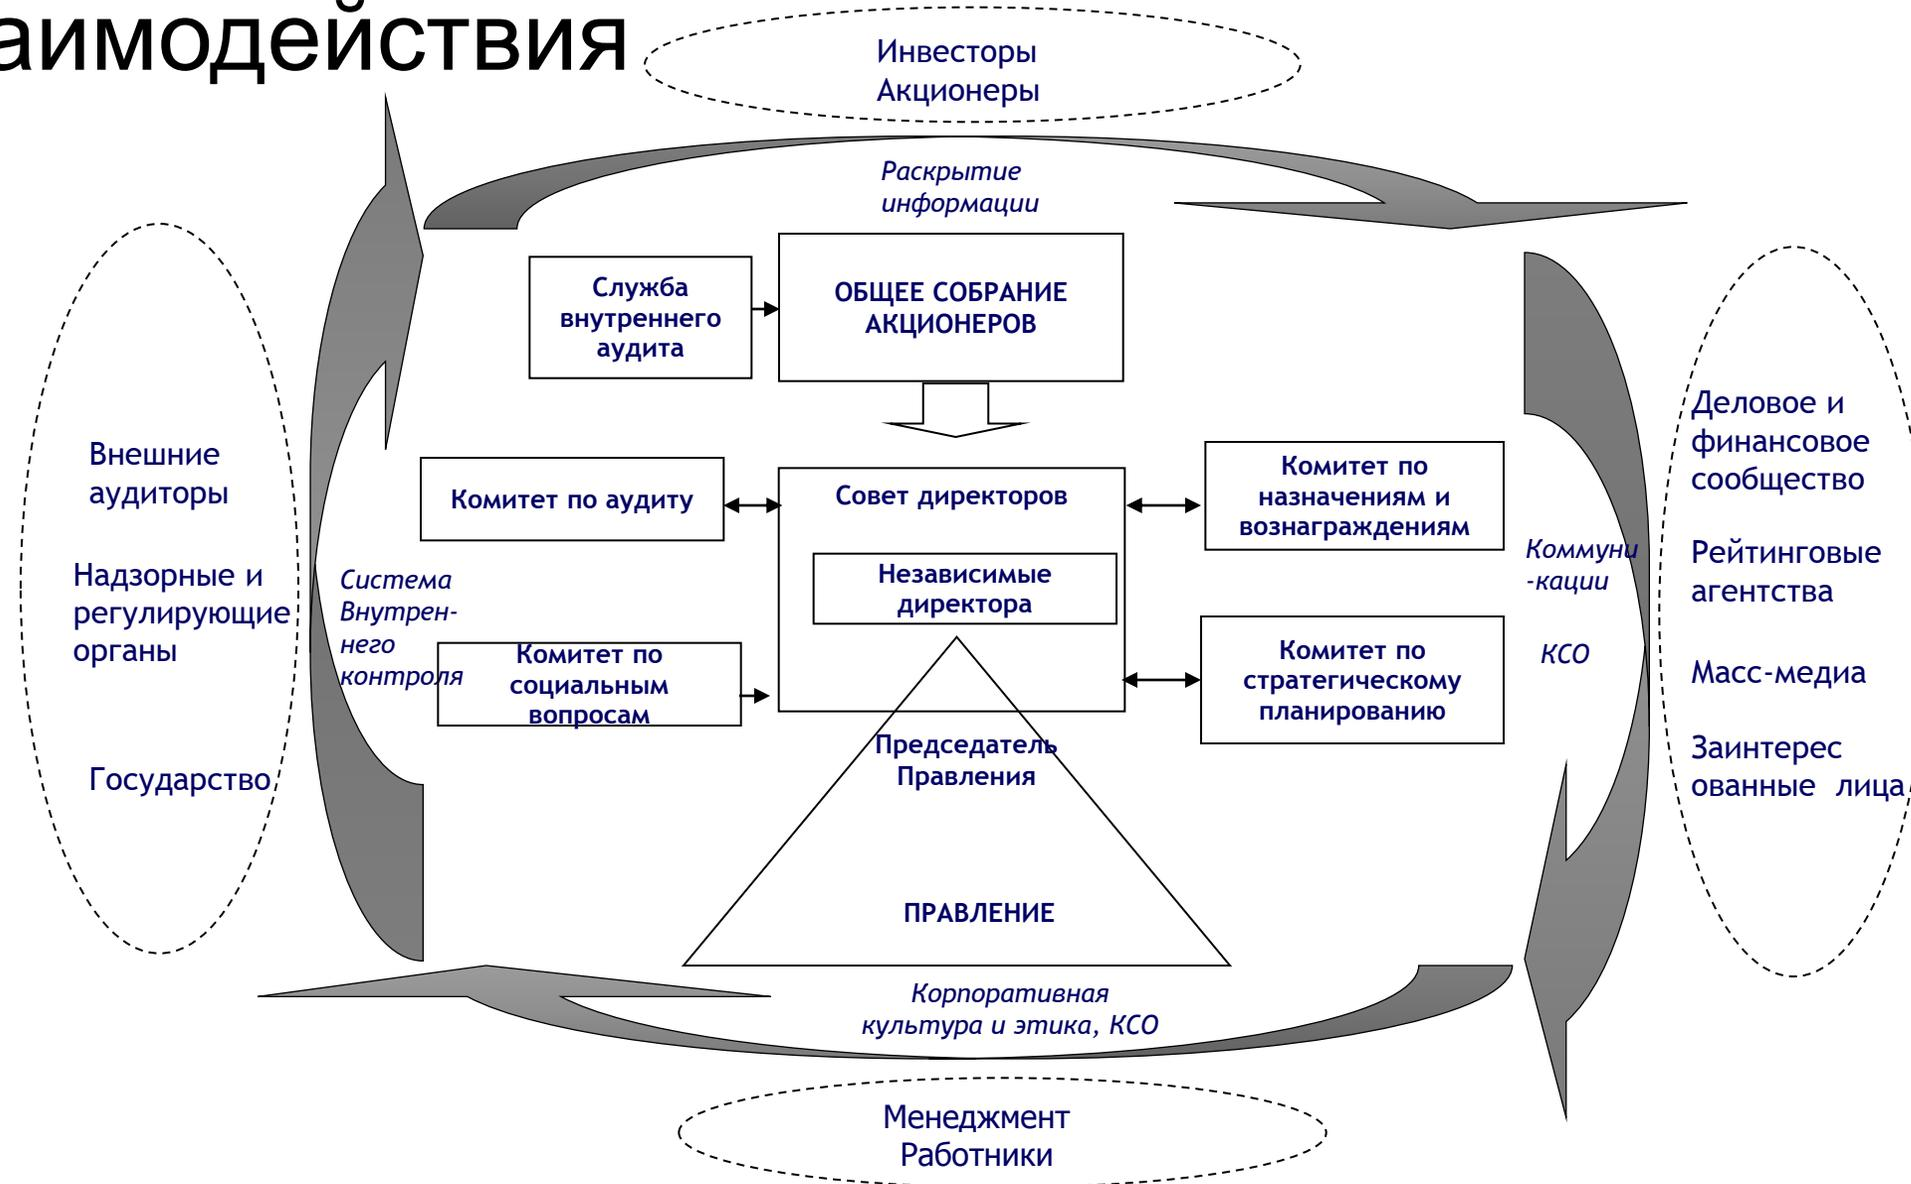 аимодействия
Инвесторы
Акционеры
Раскрытие
информации
Служба
внутреннего
аудита
ОБЩЕЕ СОБРАНИЕ
АКЦИОНЕРОВ
Внешние
аудиторы
Надзорные и
регулирующие
органы
Государство
Система
Внутрен-
него
контроля
Комитет по аудиту
Комитет по
социальным
вопросам
Совет директоров
Независимые
директора
Председатель
Правления
ПРАВЛЕНИЕ
Комитет по
назначениям и
вознаграждениям
Комитет по
стратегическому
планированию
Коммуни
-кации
КСО
Деловое и
финансовое
сообщество
Рейтинговые
агентства
Масс-медиа
Заинтерес
ованные лица
Корпоративная
культура и этика, КСО
Менеджмент
Работники